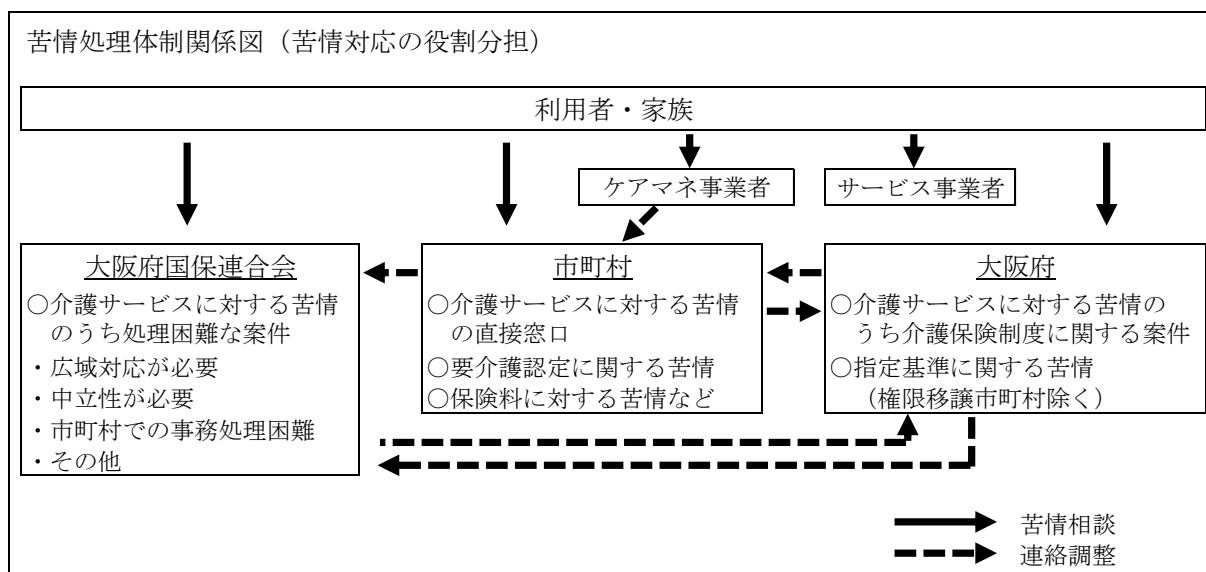 苦情処理体制関係図（苦情対応の役割分担）
利用者・家族
ケアマネ事業者
サービス事業者
大阪府国保連合会
○介護サービスに対する苦情
のうち処理困難な案件
・広域対応が必要
・中立性が必要
・市町村での事務処理困難
・その他
市町村
○介護サービスに対する苦情
の直接窓口
○要介護認定に関する苦情
○保険料に対する苦情など
大阪府
○介護サービスに対する苦情の
うち介護保険制度に関する案件
○指定基準に関する苦情
（権限移譲市町村除く）
苦情相談
連絡調整